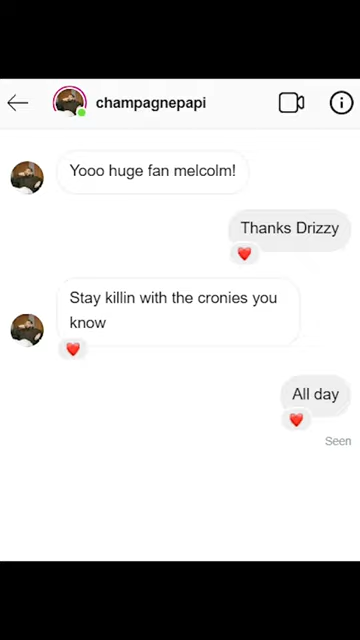 champagnepapi
Yooo huge fan melcolm!
Thanks Drizzy
Stay killin with the cronies you
know
All day
Seen